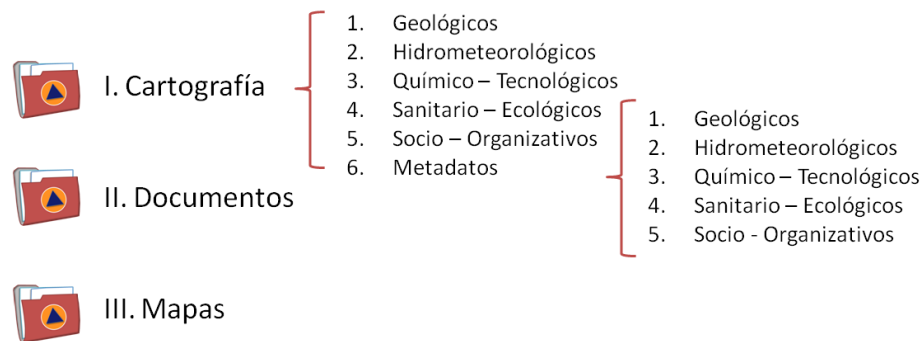 I. Cartografía
1. Geológicos
2. Hidrometeorológicos
3. Químico – Tecnológicos
4. Sanitario – Ecológicos
5. Socio – Organizativos
6. Metadatos
1. Geológicos
2. Hidrometeorológicos
3. Químico – Tecnológicos
4. Sanitario – Ecológicos
5. Socio - Organizativos
II. Documentos
III. Mapas